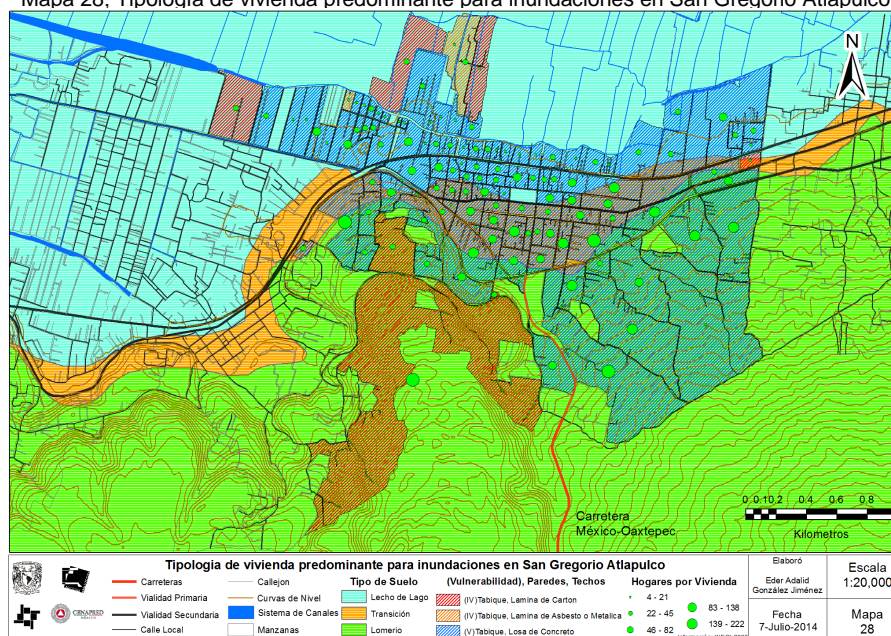 Mapa 28, Tipología de vivienda predominante para inundaciones en San Gregorio Atlapulco
N
0 0.10.2 0.4 0.6 0.8
Kilometros
Carretera
México-Oaxtepec
Tipologia de vivienda predominante para inundaciones en San Gregorio Atlapulco
Carreteras
Vialidad Primaria
Vialidad Secundaria
Calle Local
Callejon
Curvas de Nivel
Sistema de Canales
Manzanas
Tipo de Suelo
Lecho de Lago
Transición
Lomerio
(Vulnerabilidad), Paredes, Techos
(IV)Tabique, Lamina de Carton
(IV)Tabique, Lamina de Asbesto o Metalica
(V)Tabique, Losa de Concreto
Hogares por Vivienda
4 - 21
22 - 45
46 - 82
83 - 138
139 - 222
CENAPRED
Elaboró
Eder Adalid
González Jiménez
Fecha
7-Julio-2014
Escala
1:20,000
Mapa
28